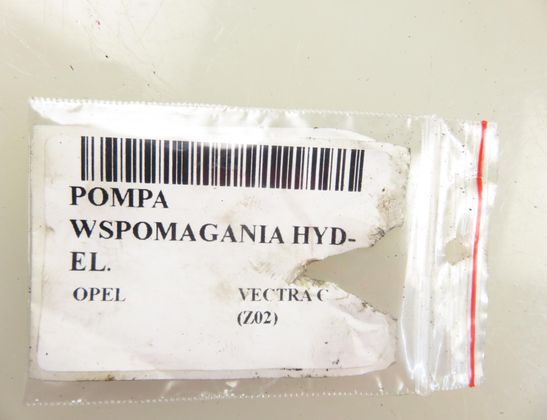 POMPA
WSPOMAGANIA HYD-
EL.
OPEL VECTRA C
(Z02)